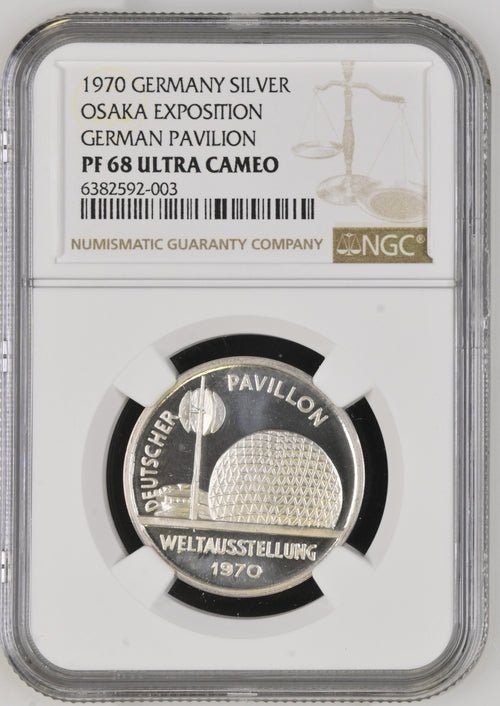 1970 GERMANY SILVER
OSAKA EXPOSITION
GERMAN PAVILION
PF 68 ULTRA CAMEO
6382592-003
NUMISMATIC GUARANTY COMPANY
NGC®
DEUTSCHER PAVILLON
WELTAUSSTELLUNG
1970